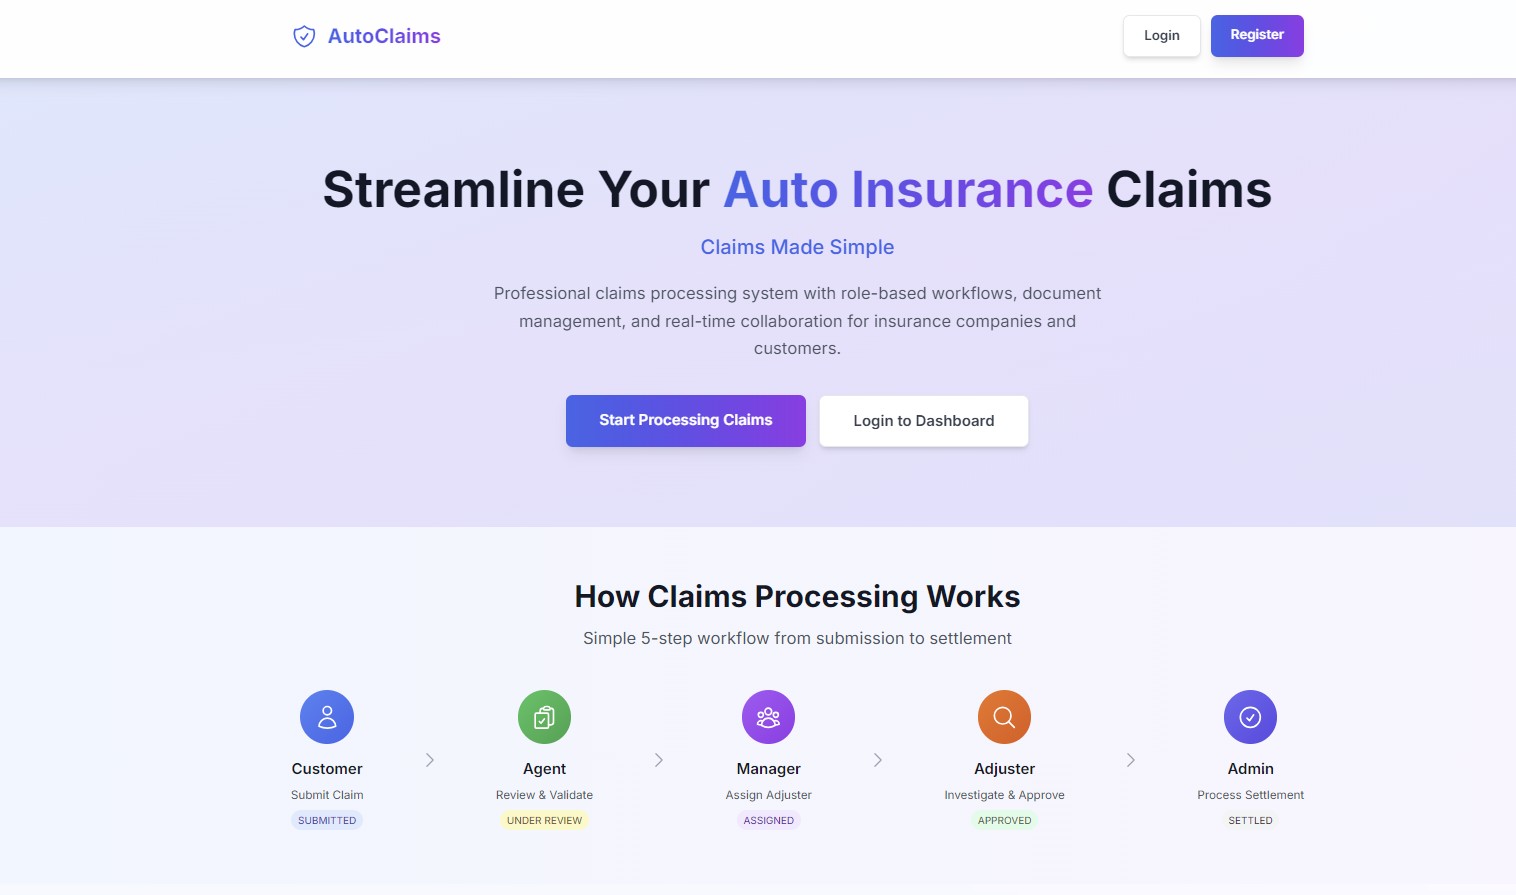 AutoClaims
Login
Register
Streamline Your Auto Insurance Claims
Claims Made Simple
Professional claims processing system with role-based workflows, document
management, and real-time collaboration for insurance companies and
customers.
Start Processing Claims
Login to Dashboard
How Claims Processing Works
Simple 5-step workflow from submission to settlement
Customer
Submit Claim
SUBMITTED
Agent
Review & Validate
UNDER REVIEW
Manager
Assign Adjuster
ASSIGNED
Adjuster
Investigate & Approve
APPROVED
Admin
Process Settlement
SETTLED